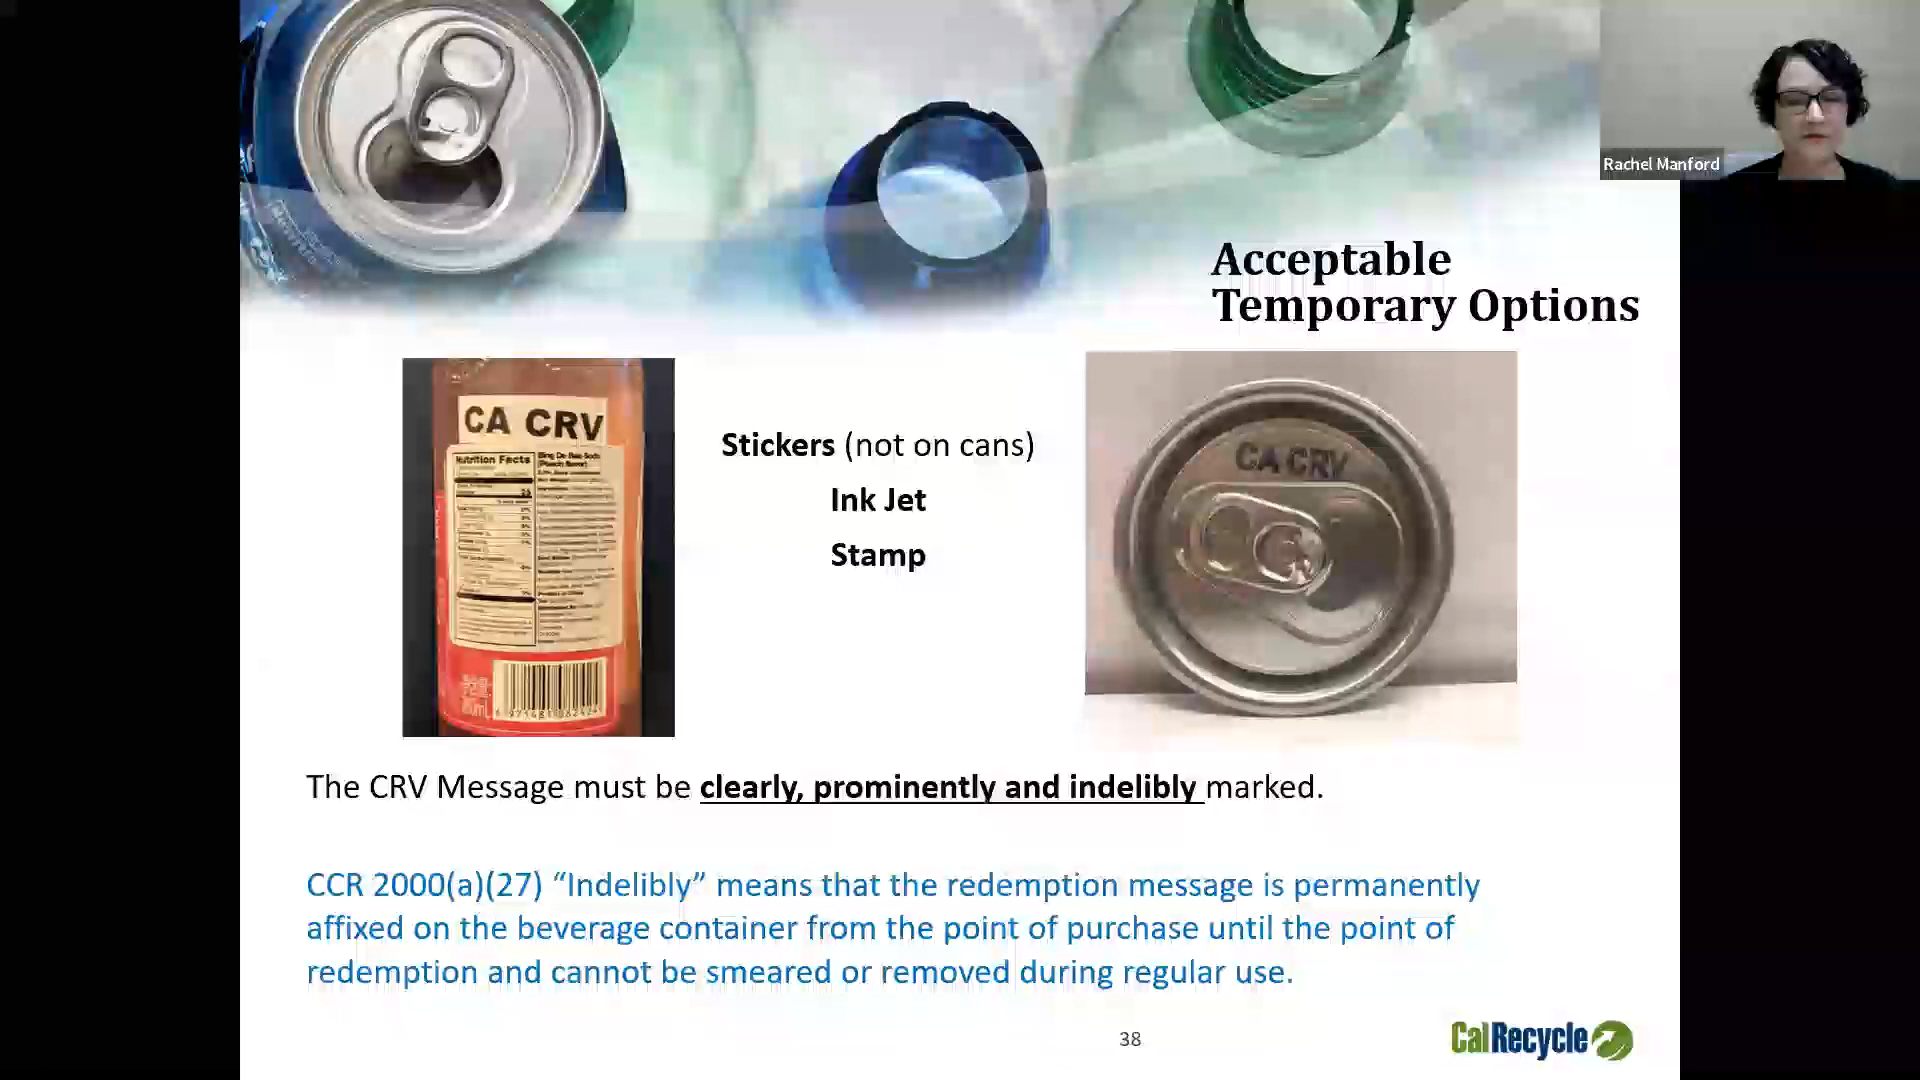 Rachel Manford
Acceptable
Temporary Options
CA CRV
Nutrition Facts
Stickers (not on cans)
Ink Jet
Stamp
CA CRV
The CRV Message must be clearly, prominently and indelibly marked.
CCR 2000(a)(27) “Indelibly” means that the redemption message is permanently
affixed on the beverage container from the point of purchase until the point of
redemption and cannot be smeared or removed during regular use.
38
CalRecycle